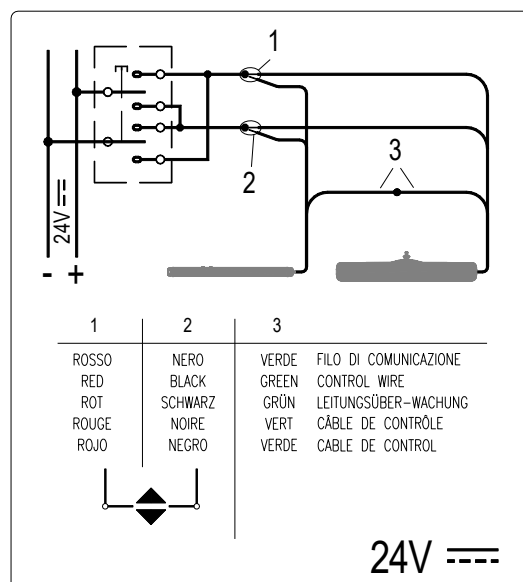 1
2
3
24V
- +
1 2 3
ROSSO NERO VERDE FILO DI COMUNICAZIONE
RED BLACK GREEN CONTROL WIRE
ROT SCHWARZ GRÜN LEITUNGSÜBER-WACHUNG
ROUGE NOIRE VERT CÂBLE DE CONTRÔLE
ROJO NEGRO VERDE CABLE DE CONTROL
24V